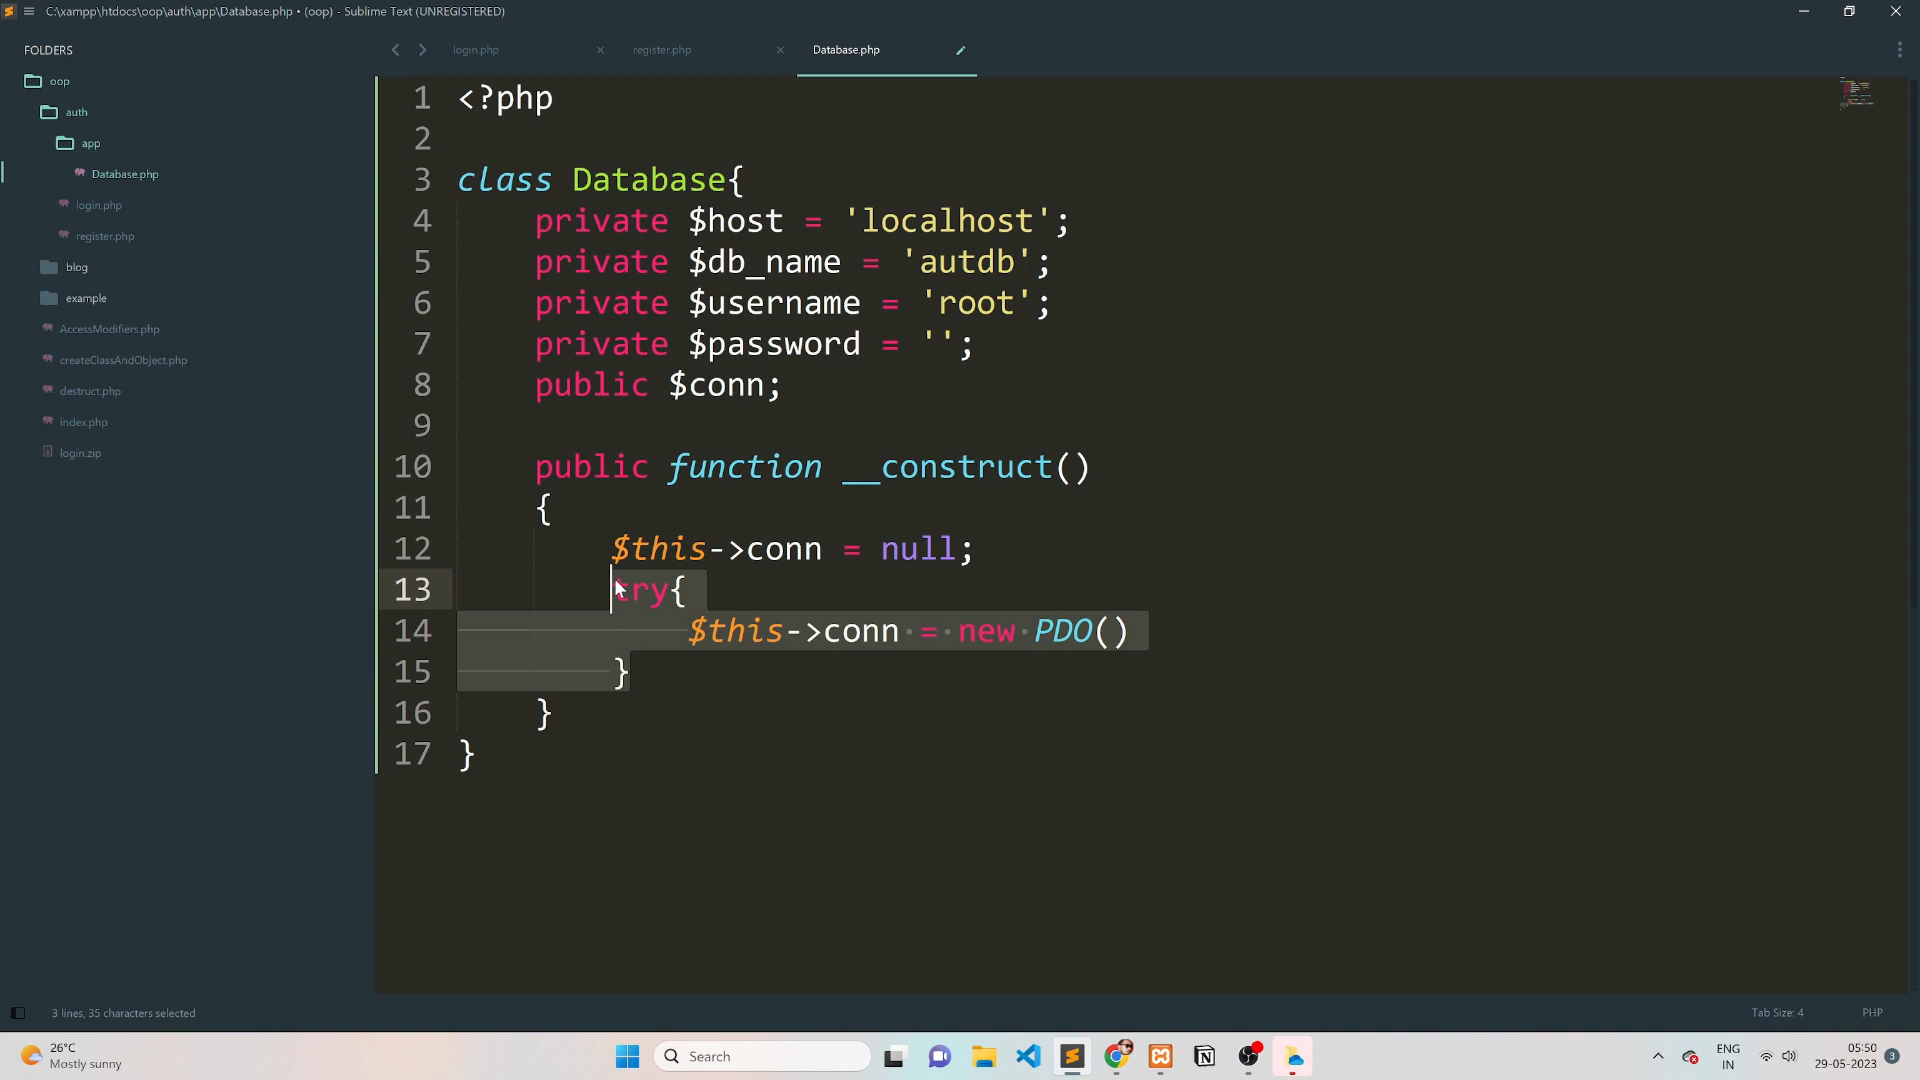 C:\xampp\htdocs\oop\auth\app\Database.php • (oop) - Sublime Text (UNREGISTERED)
FOLDERS
oop
auth
app
Database.php
login.php
register.php
blog
example
AccessModifiers.php
createClassAndObject.php
destruct.php
index.php
login.zip
login.php
register.php
Database.php
1 <?php
2
3 class Database{
4 private $host = 'localhost';
5 private $db_name = 'autdb';
6 private $username = 'root';
7 private $password = '';
8 public $conn;
9
10 public function __construct()
11 {
12 $this->conn = null;
13 try{
14 $this->conn = new PDO()
15 }
16 }
17 }
3 lines, 35 characters selected
Tab Size: 4
PHP
26°C
Mostly sunny
Search
ENG
IN
05:50
29-05-2023
3